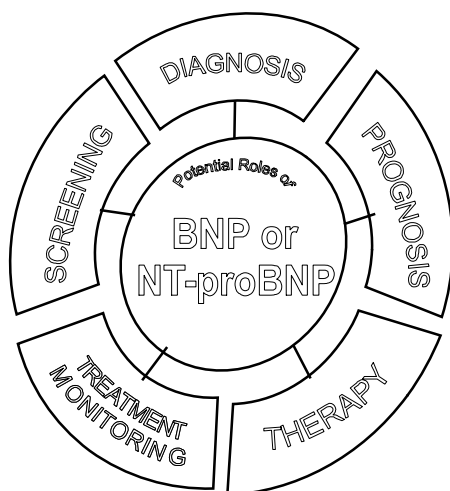 DIAGNOSIS
PROGNOSIS
THERAPY
TREATMENT
MONITORING
SCREENING
Potential Roles of
BNP or
NT-proBNP